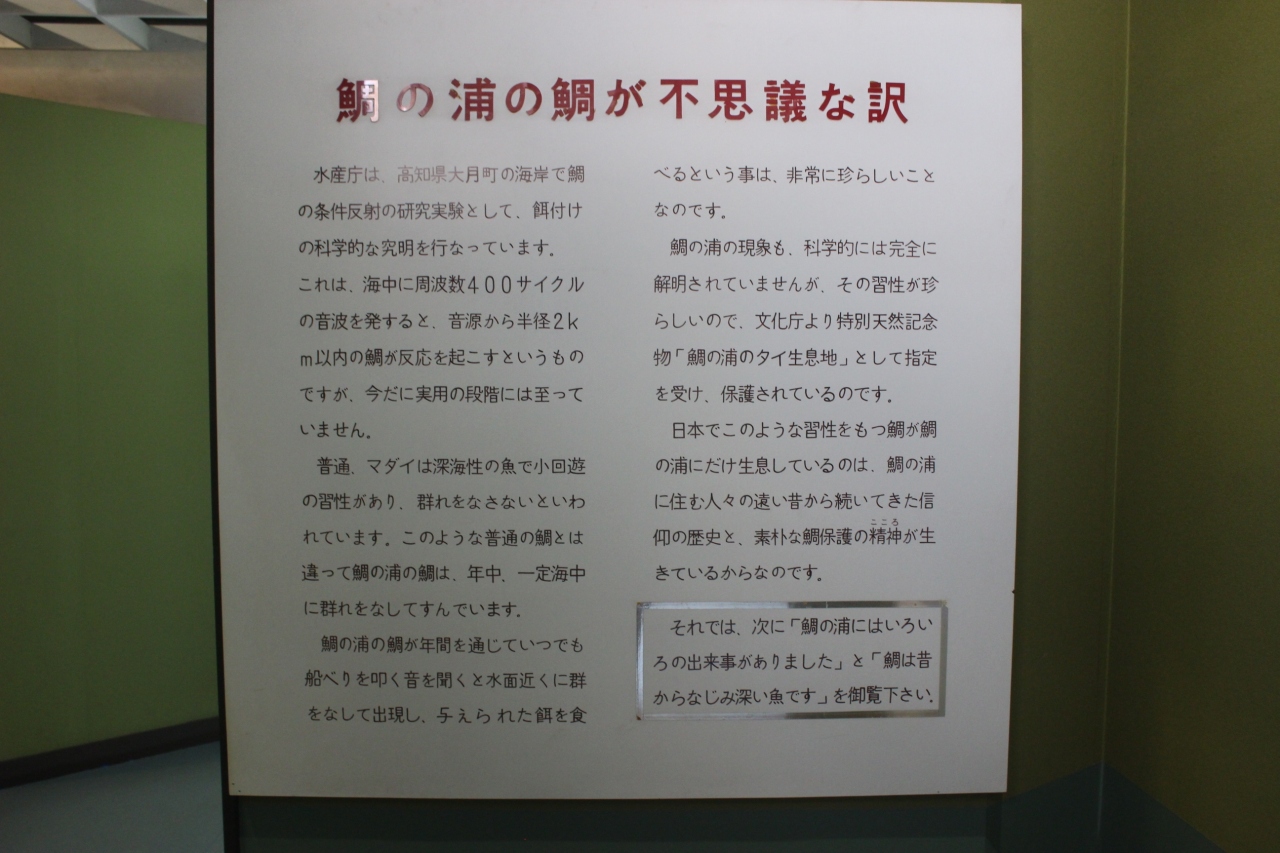 鯛の浦の鯛が不思議な訳
水産庁は、高知県大月町の海岸で鯛
の条件反射の研究実験として、餌付け
の科学的な究明を行なっています。
これは、海中に周波数400サイクル
の音波を発すると、音源から半径2k
m以内の鯛が反応を起こすというもの
ですが、今だに実用の段階には至って
いません。
普通、マダイは深海性の魚で小回遊
の習性があり、群れをなさないといわ
れています。このような普通の鯛とは
違って鯛の浦の鯛は、年中、一定海中
に群れをなしてすんでいます。
鯛の浦の鯛が年間を通じていつでも
船べりを叩く音を聞くと水面近くに群
をなして出現し、与えられた餌を食
べるという事は、非常に珍らしいこと
なのです。
鯛の浦の現象も、科学的には完全に
解明されていませんが、その習性が珍
らしいので、文化庁より特別天然記念
物「鯛の浦のタイ生息地」として指定
を受け、保護されているのです。
日本でこのような習性をもつ鯛が鯛
の浦にだけ生息しているのは、鯛の浦
に住む人々の遠い昔から続いてきた信
こころ
仰の歴史と、素朴な鯛保護の精神が生
きているからなのです。
それでは、次に「鯛の浦にはいろい
ろの出来事がありました」と「鯛は昔
からなじみ深い魚です」を御覧下さい.